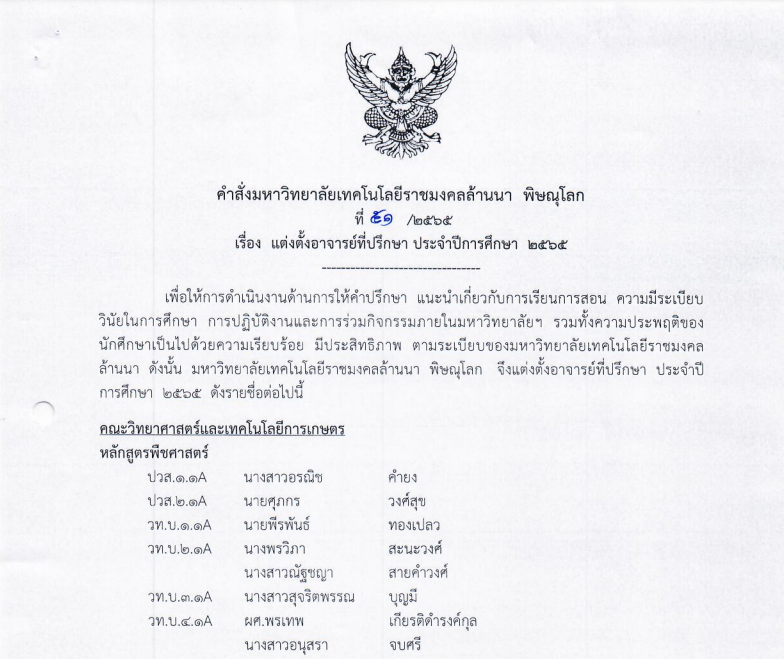 คำสั่งมหาวิทยาลัยเทคโนโลยีราชมงคลล้านนา พิษณุโลก
ที่ ๕๑ /๒๕๖๕
เรื่อง แต่งตั้งอาจารย์ที่ปรึกษา ประจำปีการศึกษา ๒๕๖๕
----------------------------------
เพื่อให้การดำเนินงานด้านการให้คำปรึกษา แนะนำเกี่ยวกับการเรียนการสอน ความมีระเบียบ
วินัยในการศึกษา การปฏิบัติงานและการร่วมกิจกรรมภายในมหาวิทยาลัยฯ รวมทั้งความประพฤติของ
นักศึกษาเป็นไปด้วยความเรียบร้อย มีประสิทธิภาพ ตามระเบียบของมหาวิทยาลัยเทคโนโลยีราชมงคล
ล้านนา ดังนั้น มหาวิทยาลัยเทคโนโลยีราชมงคลล้านนา พิษณุโลก จึงแต่งตั้งอาจารย์ที่ปรึกษา ประจำปี
การศึกษา ๒๕๖๕ ดังรายชื่อต่อไปนี้
คณะวิทยาศาสตร์และเทคโนโลยีการเกษตร
หลักสูตรพืชศาสตร์
ปวส.๑.๑A นางสาวอรณิช คำยง
ปวส.๒.๑A นายศุภกร วงศ์สุข
วท.บ.๑.๑A นายพีรพันธ์ ทองเปลว
วท.บ.๒.๑A นางพรวิภา สะนะวงศ์
นางสาวณัฐชญา สายคำวงศ์
วท.บ.๓.๑A นางสาวสุจริตพรรณ บุญมี
วท.บ.๔.๑A ผศ.พรเทพ เกียรติดำรงค์กุล
นางสาวอนุสรา จบศรี